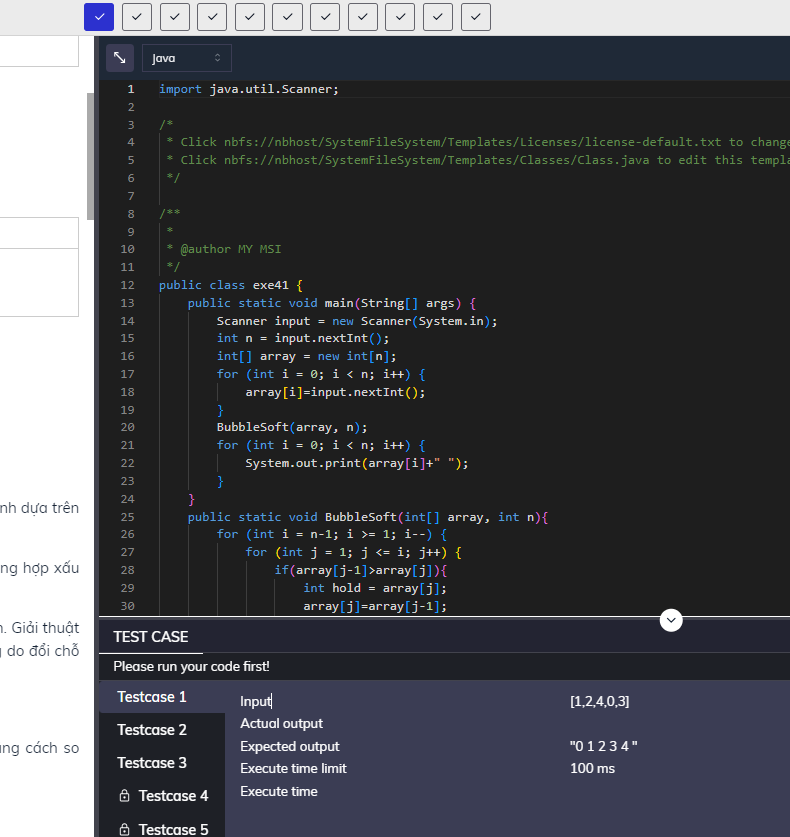 Java
1 import java.util.Scanner;
2
3 /*
4 * Click nbfs://nbhost/SystemFileSystem/Templates/Licenses/license-default.txt to change
5 * Click nbfs://nbhost/SystemFileSystem/Templates/Classes/Class.java to edit this templa
6 */
7
8 /**
9 *
10 * @author MY MSI
11 */
12 public class exe41 {
13 public static void main(String[] args) {
14 Scanner input = new Scanner(System.in);
15 int n = input.nextInt();
16 int[] array = new int[n];
17 for (int i = 0; i < n; i++) {
18 array[i]=input.nextInt();
19 }
20 BubbleSoft(array, n);
21 for (int i = 0; i < n; i++) {
22 System.out.print(array[i]+" ");
23 }
24 }
25 public static void BubbleSoft(int[] array, int n){
26 for (int i = n-1; i >= 1; i--) {
27 for (int j = 1; j <= i; j++) {
28 if(array[j-1]>array[j]){
29 int hold = array[j];
30 array[j]=array[j-1];
nh dựa trên
ng hợp xấu
n. Giải thuật
g do đổi chỗ
ằng cách so
TEST CASE
Please run your code first!
Testcase 1
Testcase 2
Testcase 3
Testcase 4
Testcase 5
Input [1,2,4,0,3]
Actual output
Expected output "0 1 2 3 4 "
Execute time limit 100 ms
Execute time